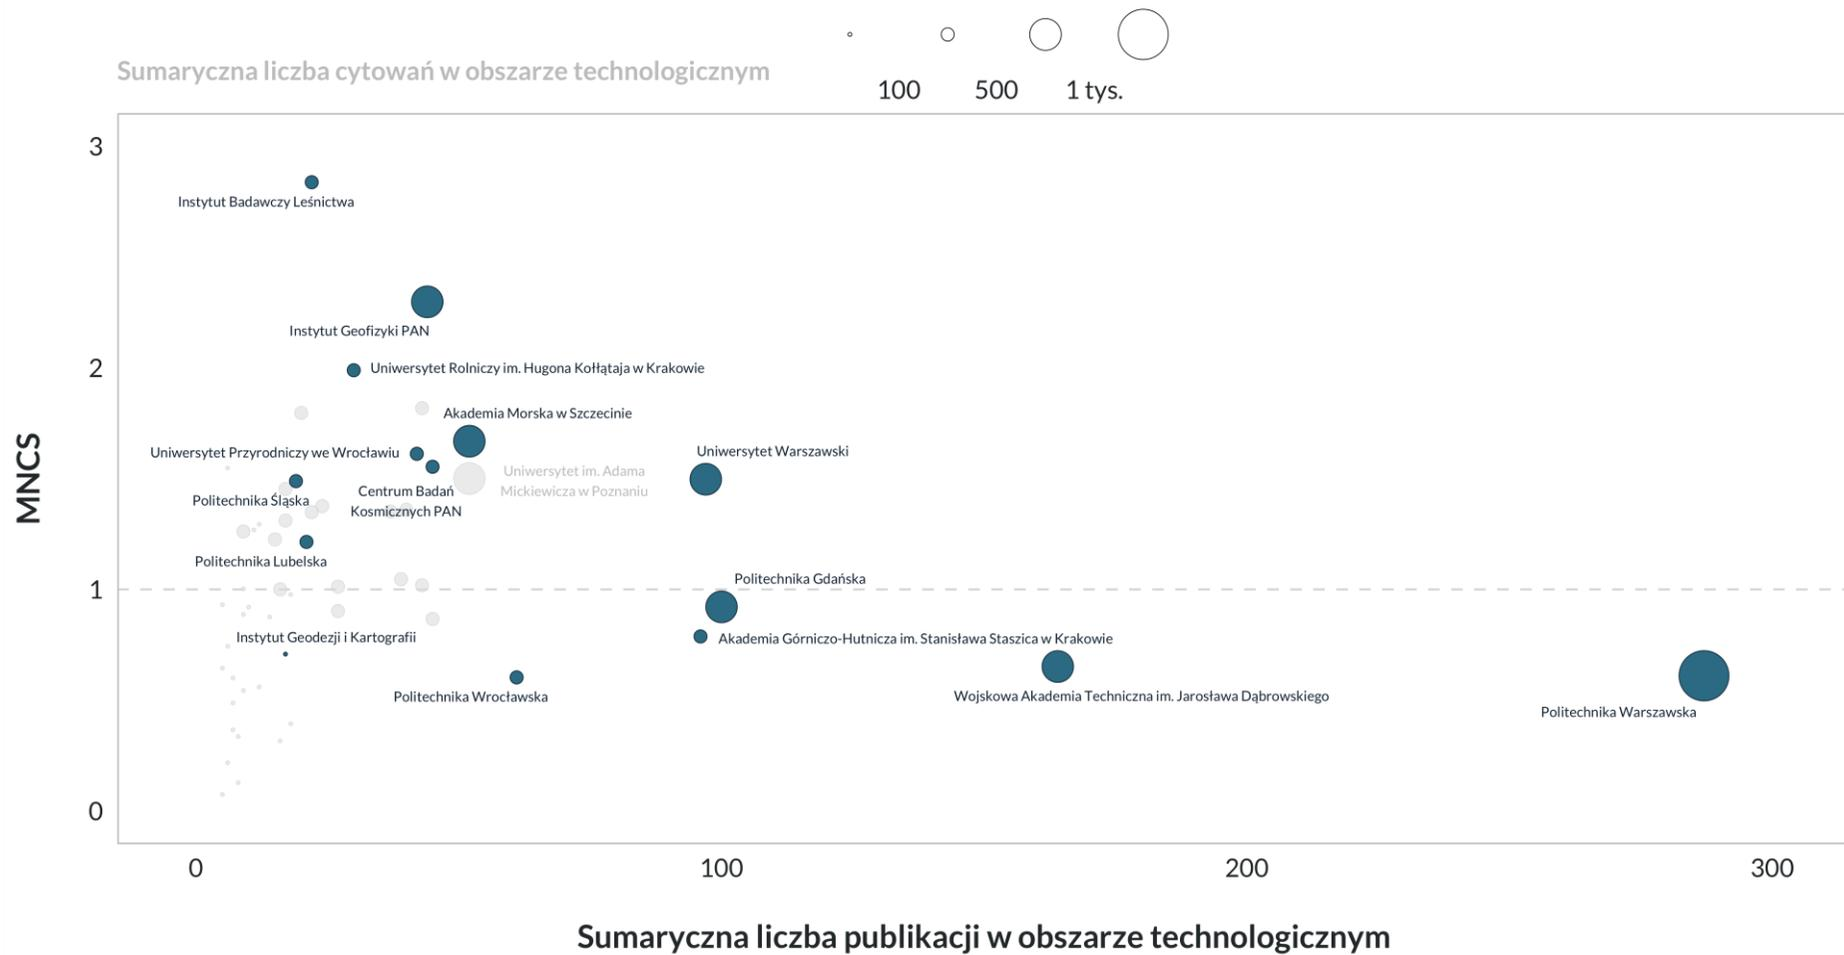 Sumaryczna liczba cytowań w obszarze technologicznym
100
500
1 tys.
3
Instytut Badawczy Leśnictwa
Instytut Geofizyki PAN
2
Uniwersytet Rolniczy im. Hugona Kołłątaja w Krakowie
Akademia Morska w Szczecinie
Uniwersytet Przyrodniczy we Wrocławiu
Uniwersytet Warszawski
Uniwersytet im. Adama
Mickiewicza w Poznaniu
Politechnika Śląska
Centrum Badań
Kosmicznych PAN
MNCS
Politechnika Lubelska
Politechnika Gdańska
1
Instytut Geodezji i Kartografii
Akademia Górniczo-Hutnicza im. Stanisława Staszica w Krakowie
Politechnika Wrocławska
Wojskowa Akademia Techniczna im. Jarosława Dąbrowskiego
Politechnika Warszawska
0
0
100
200
300
Sumaryczna liczba publikacji w obszarze technologicznym